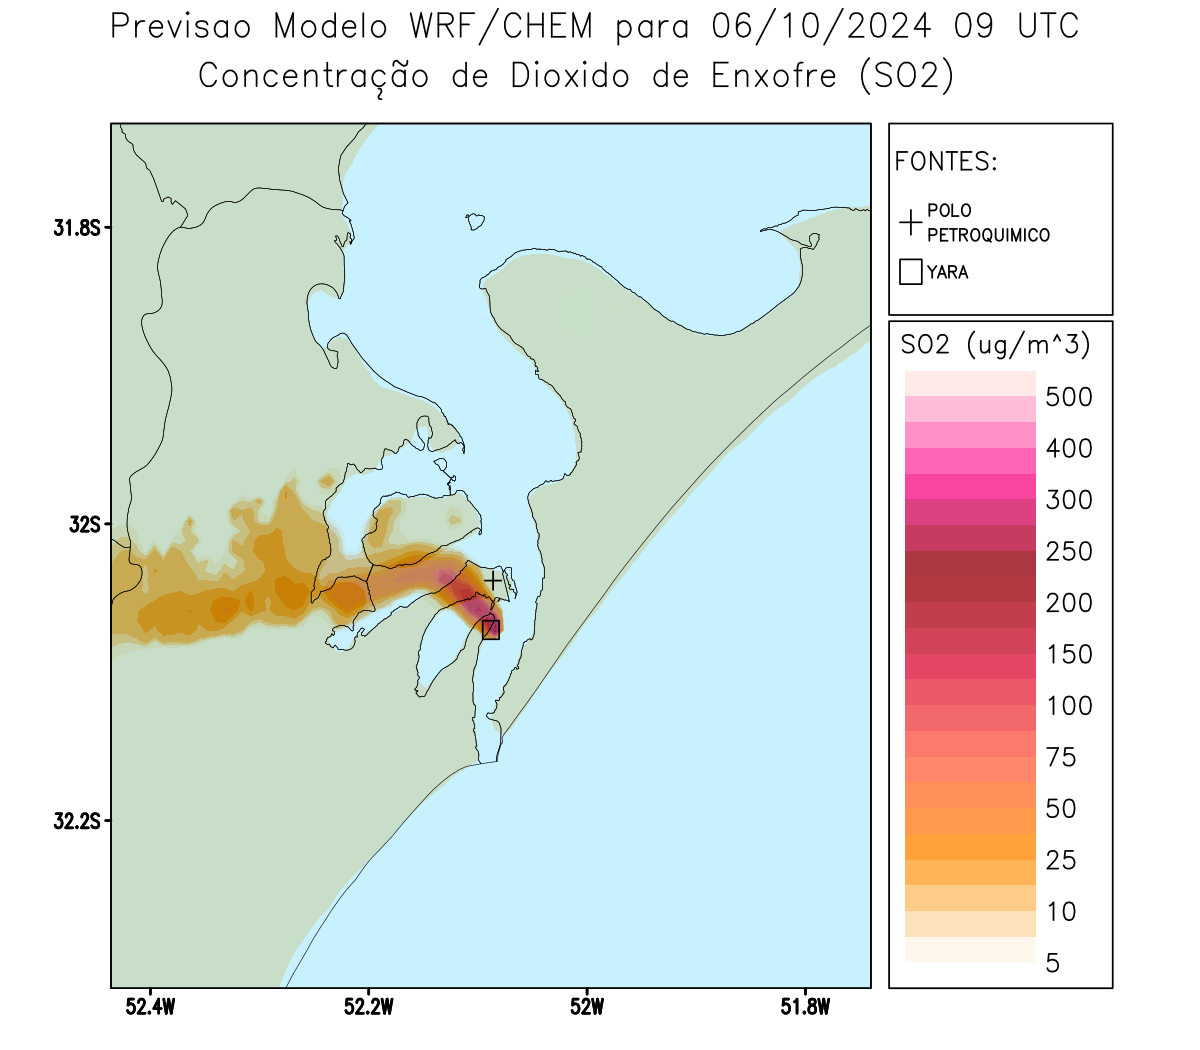 Previsao Modelo WRF/CHEM para 06/10/2024 09 UTC
Concentração de Dioxido de Enxofre (SO2)
FONTES:
POLO
PETROQUIMICO
YARA
31.8S
32S
32.2S
52.4W
52.2W
52W
51.8W
SO2 (ug/m^3)
500
400
300
250
200
150
100
75
50
25
10
5